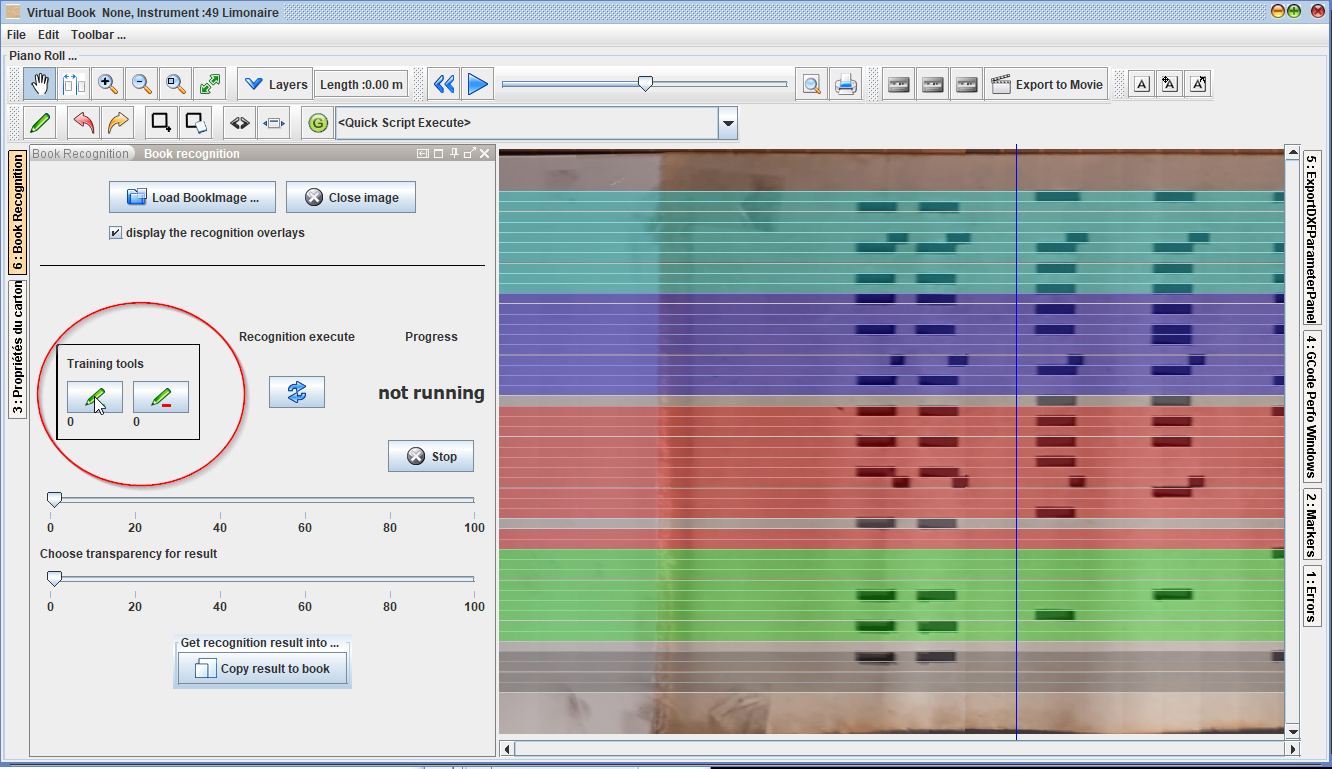 Virtual Book None, Instrument :49 Limonaire
File Edit Toolbar ...
Piano Roll ...
Layers
Length :0.00 m
Export to Movie
A
A
A
G
<Quick Script Execute>
6 : Book Recognition
3 : Propriétés du carton
Book Recognition
Book recognition
Load BookImage ...
Close image
display the recognition overlays
Training tools
0
0
Recognition execute
Progress
not running
Stop
0 20 40 60 80 100
Choose transparency for result
0 20 40 60 80 100
Get recognition result into ...
Copy result to book
5 : ExportDXFParameterPanel
4 : GCode Perfo Windows
2 : Markers
1 : Errors